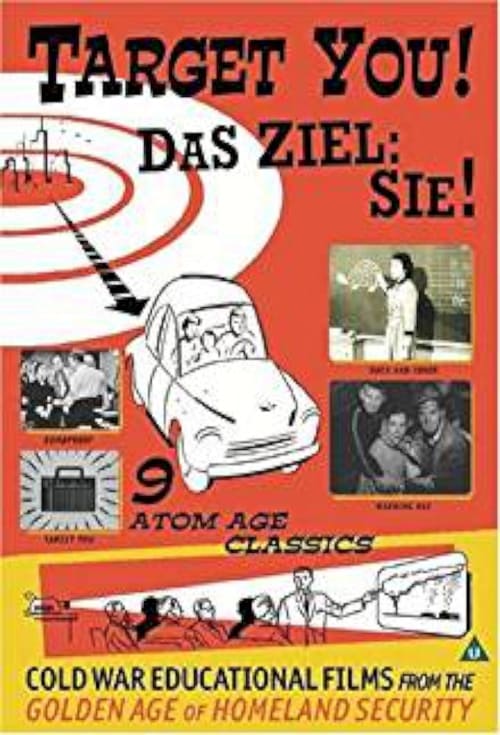 TARGET YOU!
DAS ZIEL:
SIE!
DUCK AND COVER
TARGET YOU
WARNING RED
9
ATOM AGE
CLASSICS
U
COLD WAR EDUCATIONAL FILMS FROM THE
GOLDEN AGE OF HOMELAND SECURITY